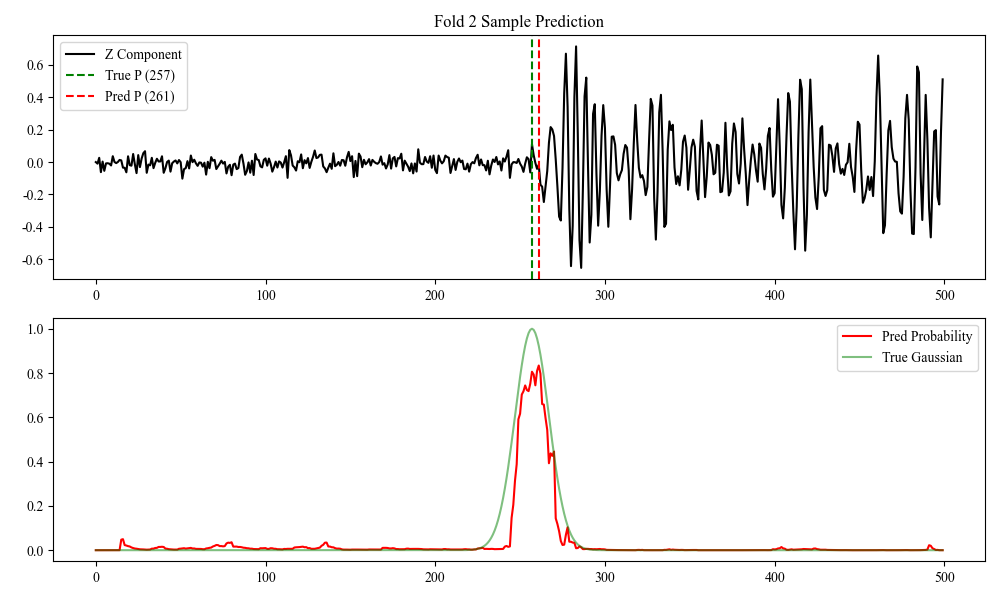 Fold 2 Sample Prediction
Z Component
True P (257)
Pred P (261)
0.6
0.4
0.2
0.0
-0.2
-0.4
-0.6
0 100 200 300 400 500
Pred Probability
True Gaussian
1.0
0.8
0.6
0.4
0.2
0.0
0 100 200 300 400 500